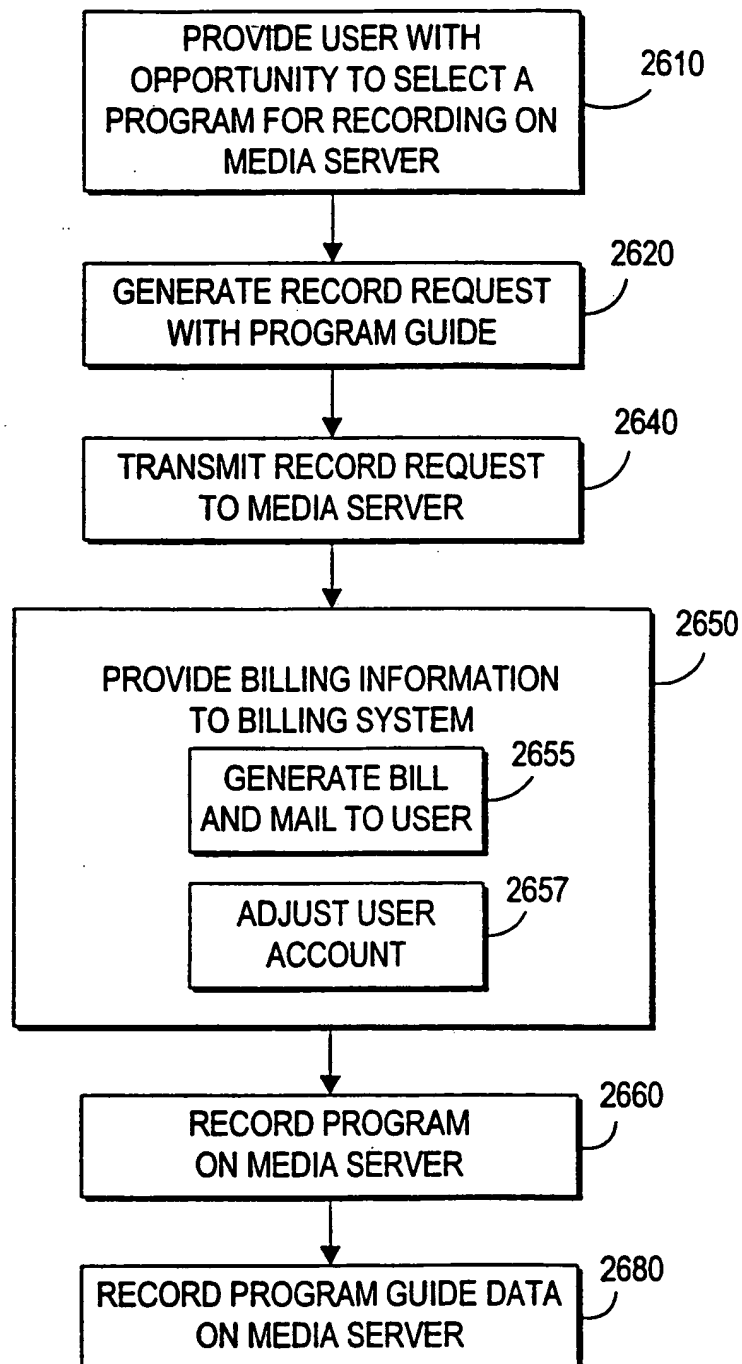 PROVIDE USER WITH
OPPORTUNITY TO SELECT A
PROGRAM FOR RECORDING ON
MEDIA SERVER
2610
GENERATE RECORD REQUEST
WITH PROGRAM GUIDE
2620
TRANSMIT RECORD REQUEST
TO MEDIA SERVER
2640
PROVIDE BILLING INFORMATION
TO BILLING SYSTEM
2650
GENERATE BILL
AND MAIL TO USER
2655
ADJUST USER
ACCOUNT
2657
RECORD PROGRAM
ON MEDIA SERVER
2660
RECORD PROGRAM GUIDE DATA
ON MEDIA SERVER
2680